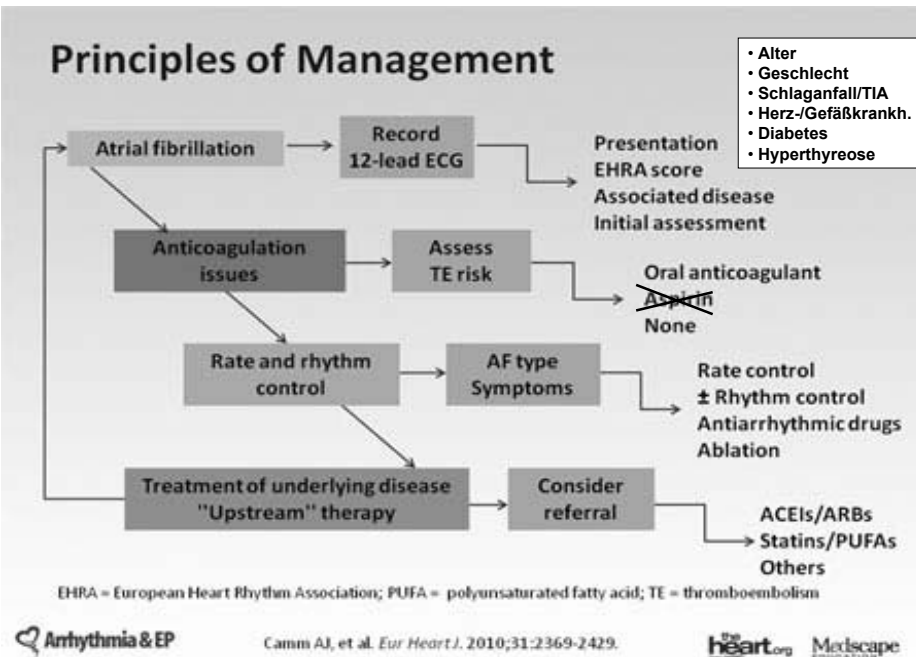 Principles of Management
• Alter
• Geschlecht
• Schlaganfall/TIA
• Herz-/Gefäßkrankh.
• Diabetes
• Hyperthyreose
Atrial fibrillation
Record
12-lead ECG
Presentation
EHRA score
Associated disease
Initial assessment
Anticoagulation
issues
Assess
TE risk
Oral anticoagulant
Aspirin
None
Rate and rhythm
control
AF type
Symptoms
Rate control
± Rhythm control
Antiarrhythmic drugs
Ablation
Treatment of underlying disease
"Upstream" therapy
Consider
referral
ACEIs/ARBs
Statins/PUFAs
Others
EHRA = European Heart Rhythm Association; PUFA = polyunsaturated fatty acid; TE = thromboembolism
Arrhythmia & EP
Camm AJ, et al. Eur Heart J. 2010;31:2369-2429.
the
heart.org
Medscape